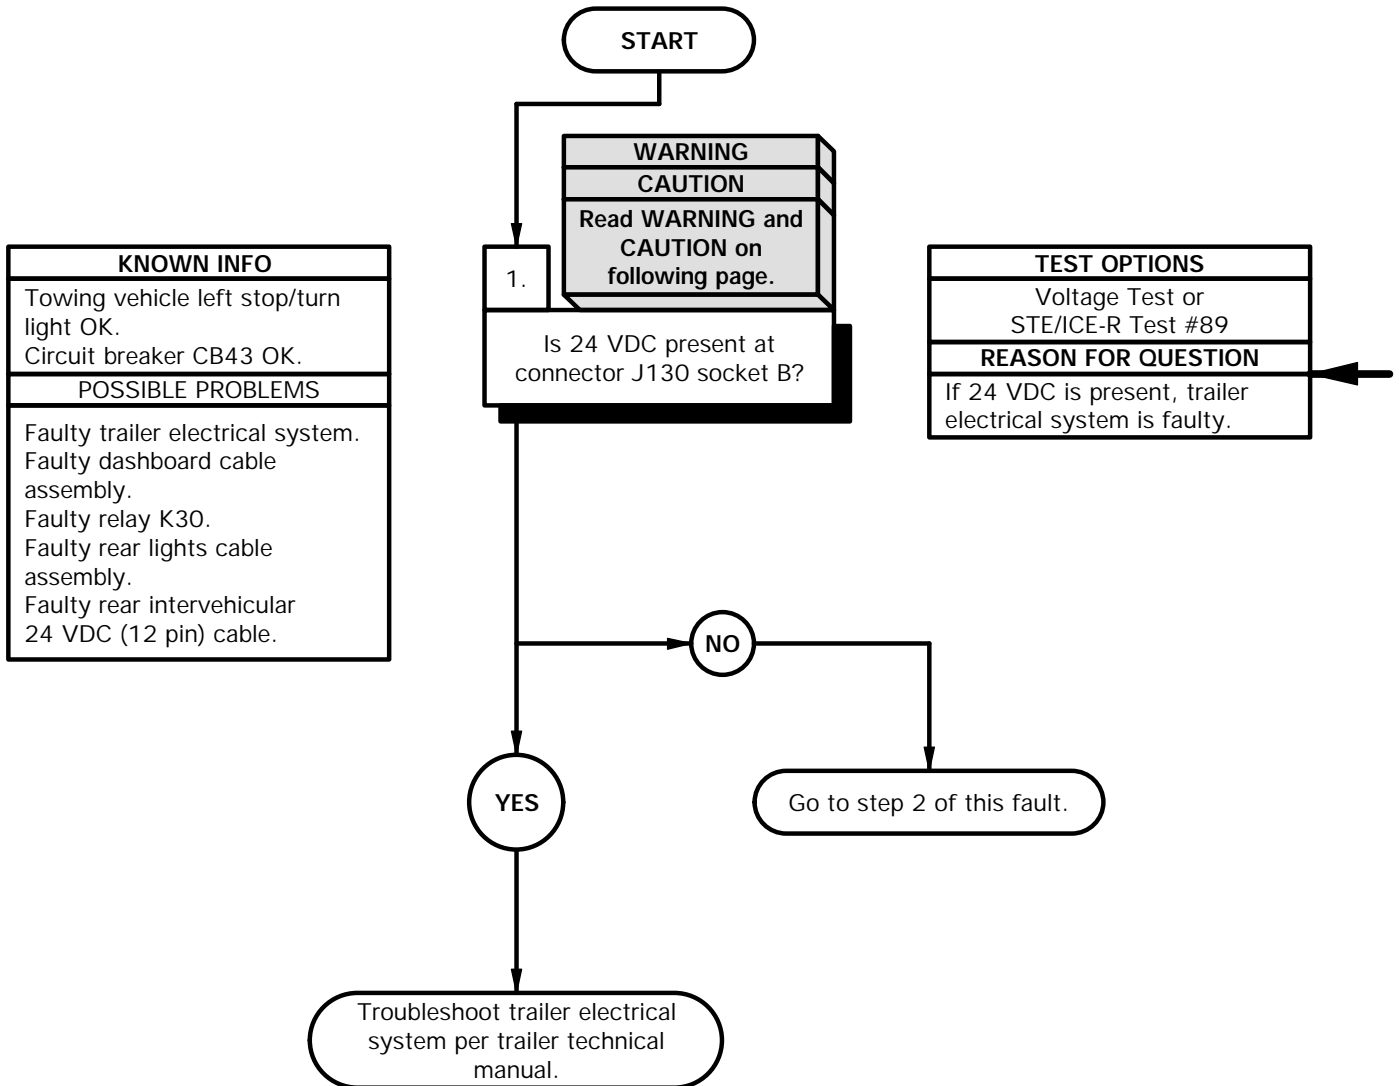 START
WARNING
CAUTION
Read WARNING and
CAUTION on
following page.
1.
Is 24 VDC present at
connector J130 socket B?
KNOWN INFO
Towing vehicle left stop/turn
light OK.
Circuit breaker CB43 OK.
POSSIBLE PROBLEMS
Faulty trailer electrical system.
Faulty dashboard cable
assembly.
Faulty relay K30.
Faulty rear lights cable
assembly.
Faulty rear intervehicular
24 VDC (12 pin) cable.
TEST OPTIONS
Voltage Test or
STE/ICE-R Test #89
REASON FOR QUESTION
If 24 VDC is present, trailer
electrical system is faulty.
NO
YES
Go to step 2 of this fault.
Troubleshoot trailer electrical
system per trailer technical
manual.